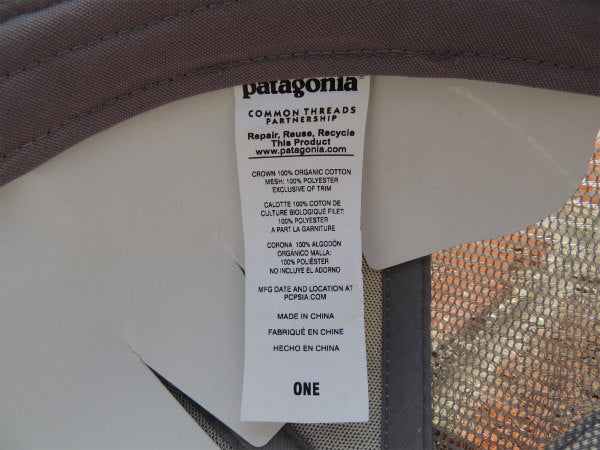 patagonia®
COMMON THREADS
PARTNERSHIP
Repair, Reuse, Recycle
This Product
www.patagonia.com
CROWN 100% ORGANIC COTTON
MESH: 100% POLYESTER
EXCLUSIVE OF TRIM
CALOTTE 100% COTON DE
CULTURE BIOLOGIQUE FILET:
100% POLYESTER
A PART LA GARNITURE
CORONA 100% ALGODÓN
ORGÁNICO MALLA:
100% POLIÉSTER
NO INCLUYE EL ADORNO
MFG DATE AND LOCATION AT
PCPSIA.COM
MADE IN CHINA
FABRIQUÉ EN CHINE
HECHO EN CHINA
ONE